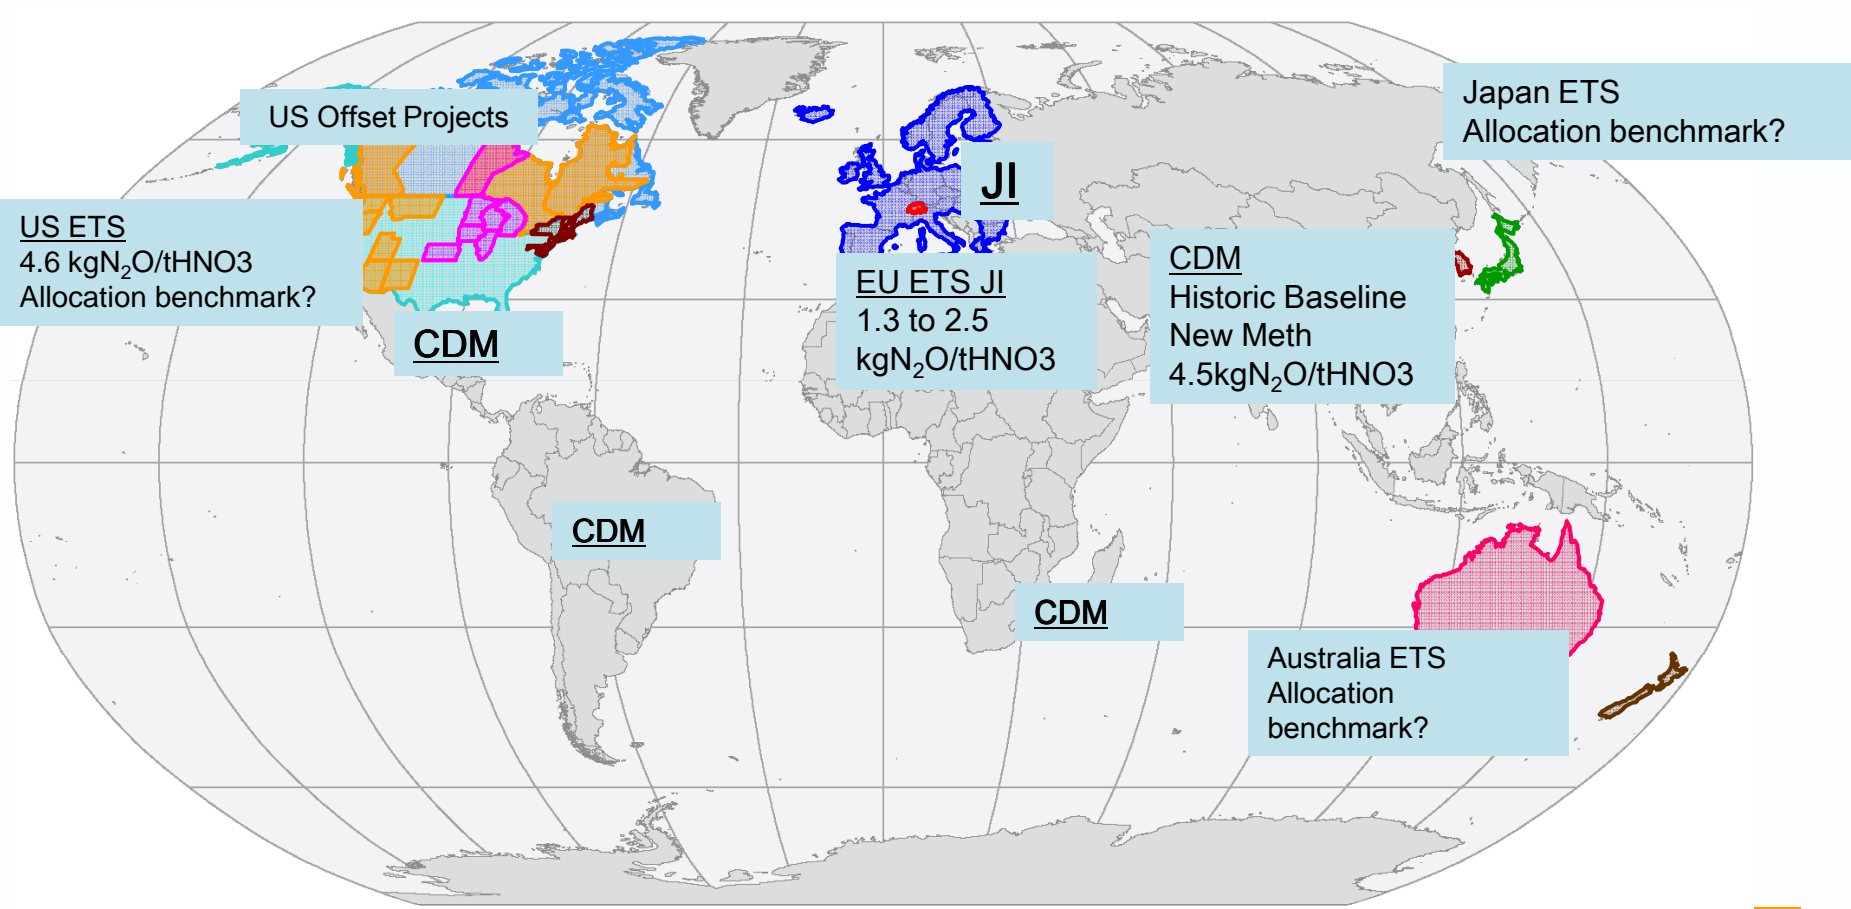 US Offset Projects
Japan ETS
Allocation benchmark?
JI
US ETS
4.6 kgN₂O/tHNO3
Allocation benchmark?
EU ETS JI
1.3 to 2.5
kgN₂O/tHNO3
CDM
Historic Baseline
New Meth
4.5kgN₂O/tHNO3
CDM
CDM
CDM
Australia ETS
Allocation
benchmark?